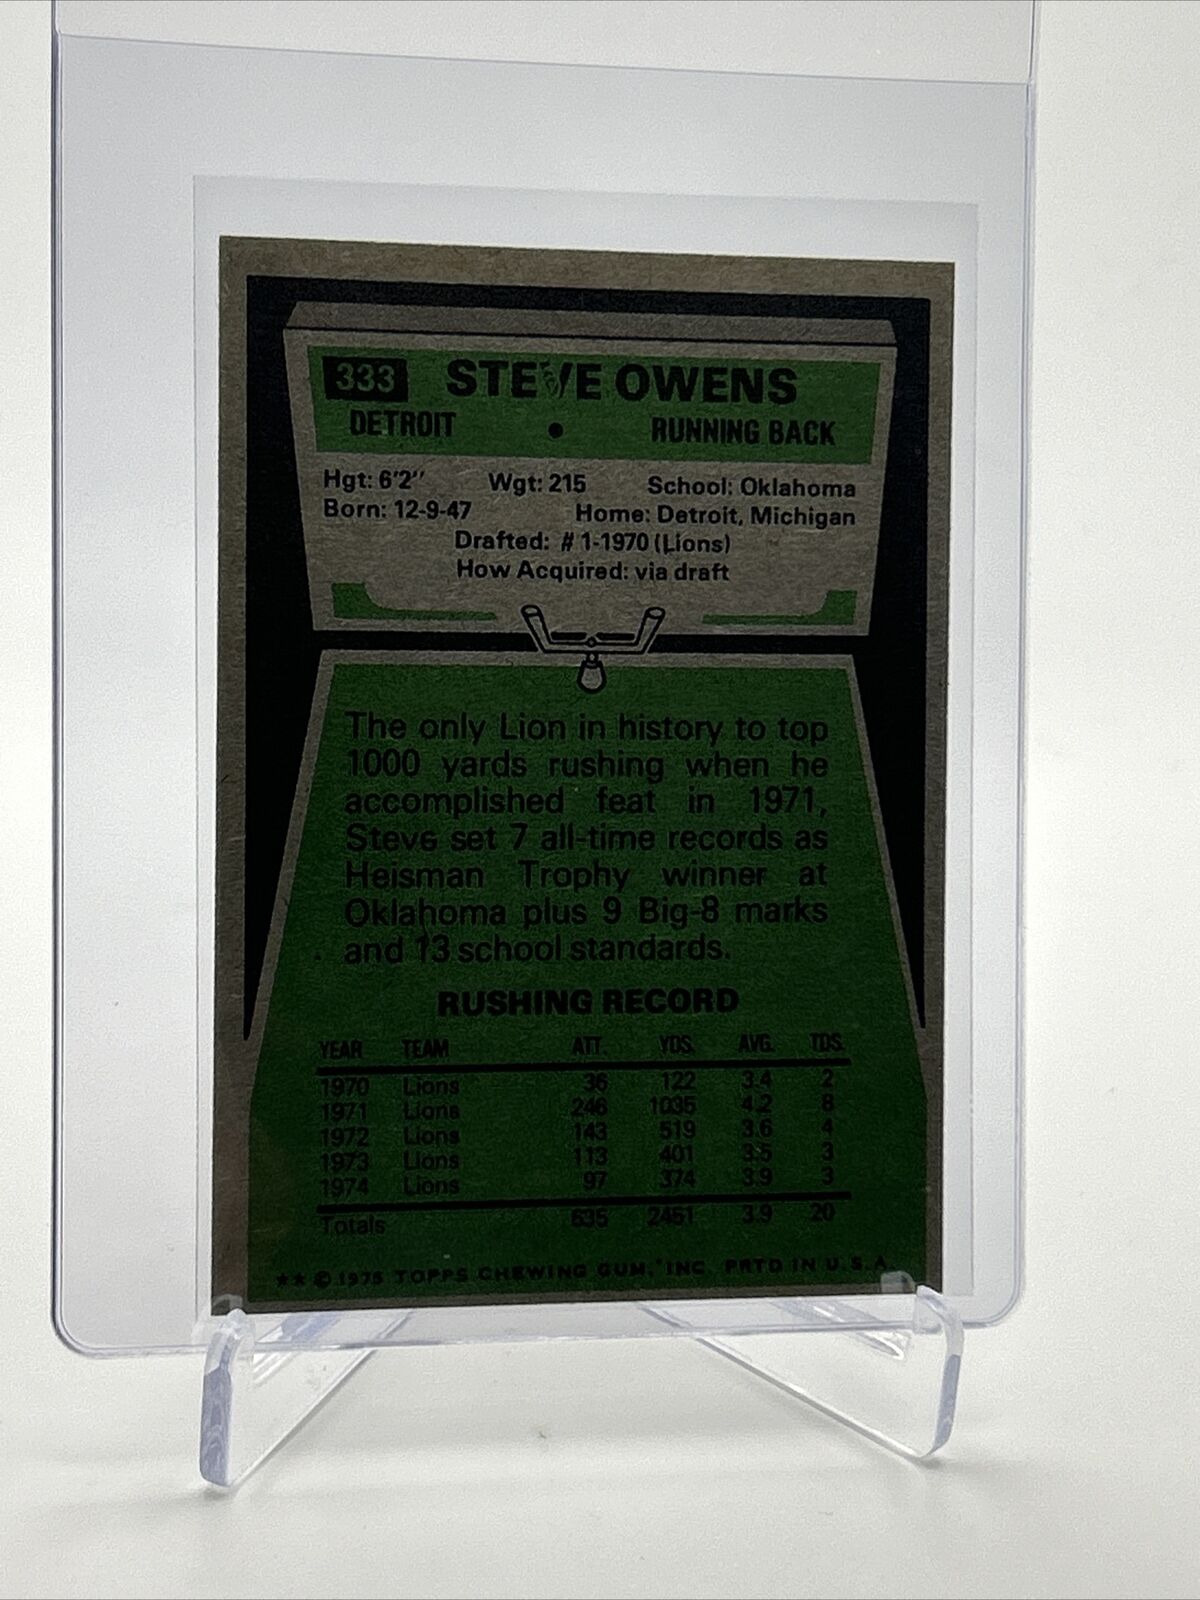 333 STEVE OWENS
DETROIT • RUNNING BACK
Hgt: 6'2" Wgt: 215 School: Oklahoma
Born: 12-9-47 Home: Detroit, Michigan
Drafted: #1-1970 (Lions)
How Acquired: via draft
The only Lion in history to top
1000 yards rushing when he
accomplished feat in 1971,
Steve set 7 all-time records as
Heisman Trophy winner at
Oklahoma plus 9 Big-8 marks
and 13 school standards.
RUSHING RECORD
YEAR TEAM ATT. YDS. AVG. TDS.
1970 Lions 36 122 3.4 2
1971 Lions 246 1035 4.2 8
1972 Lions 143 519 3.6 4
1973 Lions 113 401 3.5 3
1974 Lions 97 374 3.9 3
Totals 635 2451 3.9 20
★★ © 1975 TOPPS CHEWING GUM, INC. PRTD IN U.S.A.